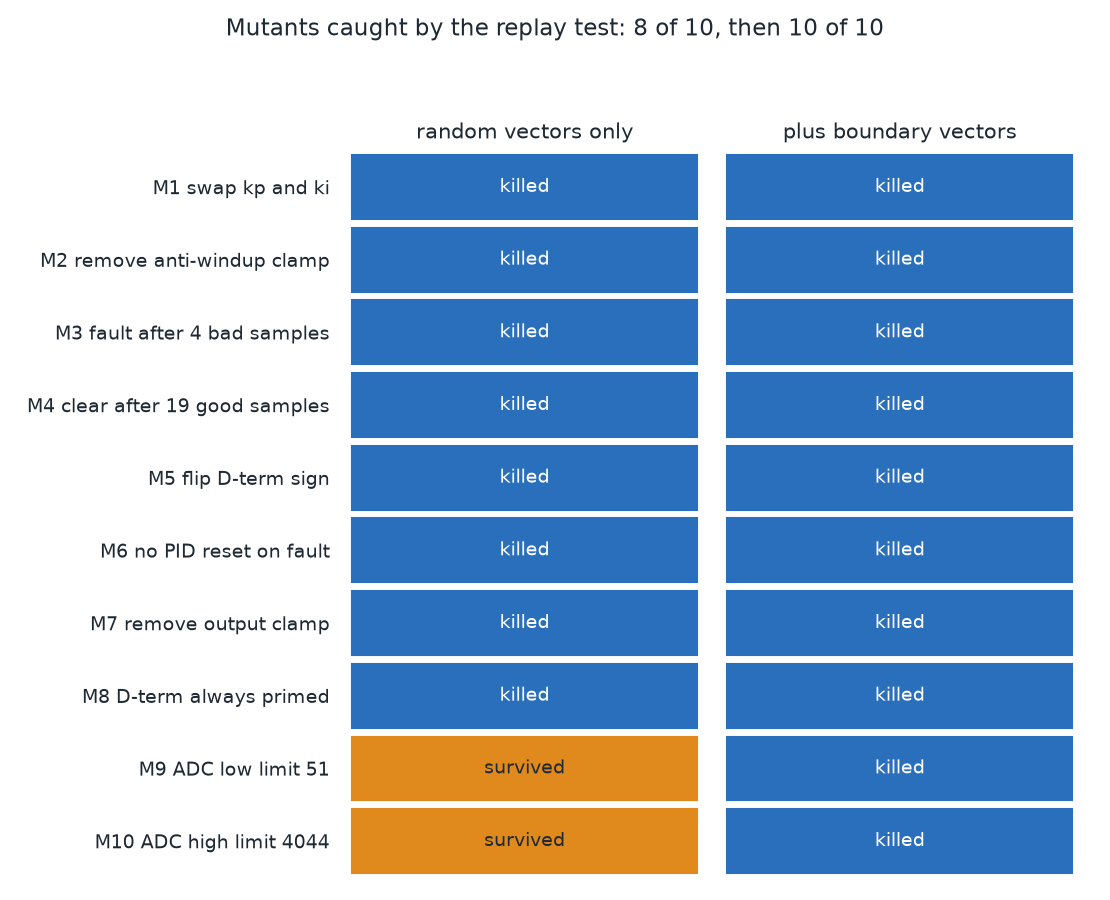 Mutants caught by the replay test: 8 of 10, then 10 of 10
random vectors only plus boundary vectors
M1 swap kp and ki killed killed
M2 remove anti-windup clamp killed killed
M3 fault after 4 bad samples killed killed
M4 clear after 19 good samples killed killed
M5 flip D-term sign killed killed
M6 no PID reset on fault killed killed
M7 remove output clamp killed killed
M8 D-term always primed killed killed
M9 ADC low limit 51 survived killed
M10 ADC high limit 4044 survived killed